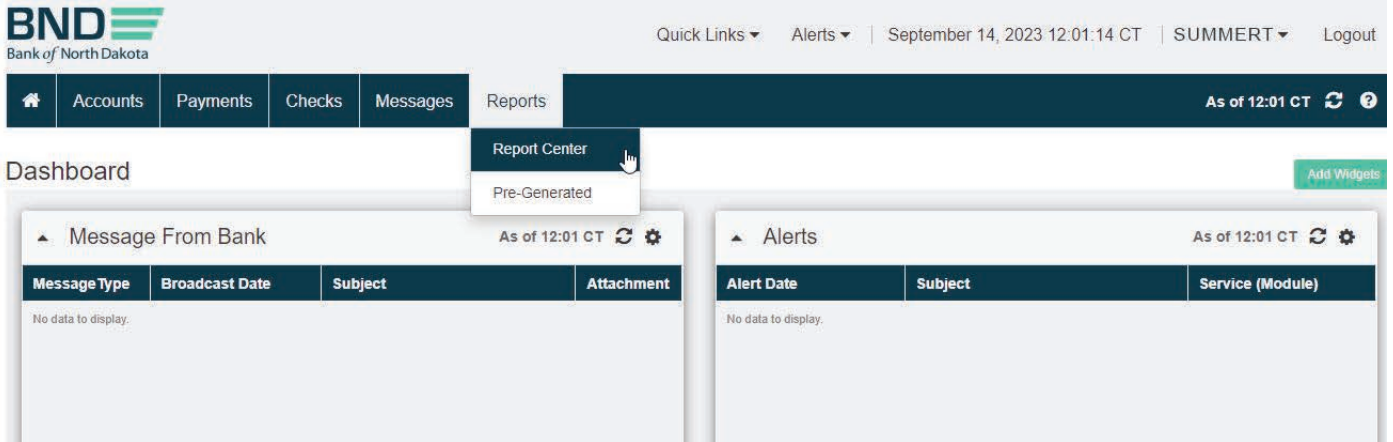 BND
Bank of North Dakota
Quick Links Alerts September 14, 2023 12:01:14 CT SUMMERT Logout
Accounts Payments Checks Messages Reports As of 12:01 CT
Report Center
Pre-Generated
Dashboard
Add Widgets
Message From Bank As of 12:01 CT
Message Type Broadcast Date Subject Attachment
No data to display.
Alerts As of 12:01 CT
Alert Date Subject Service (Module)
No data to display.